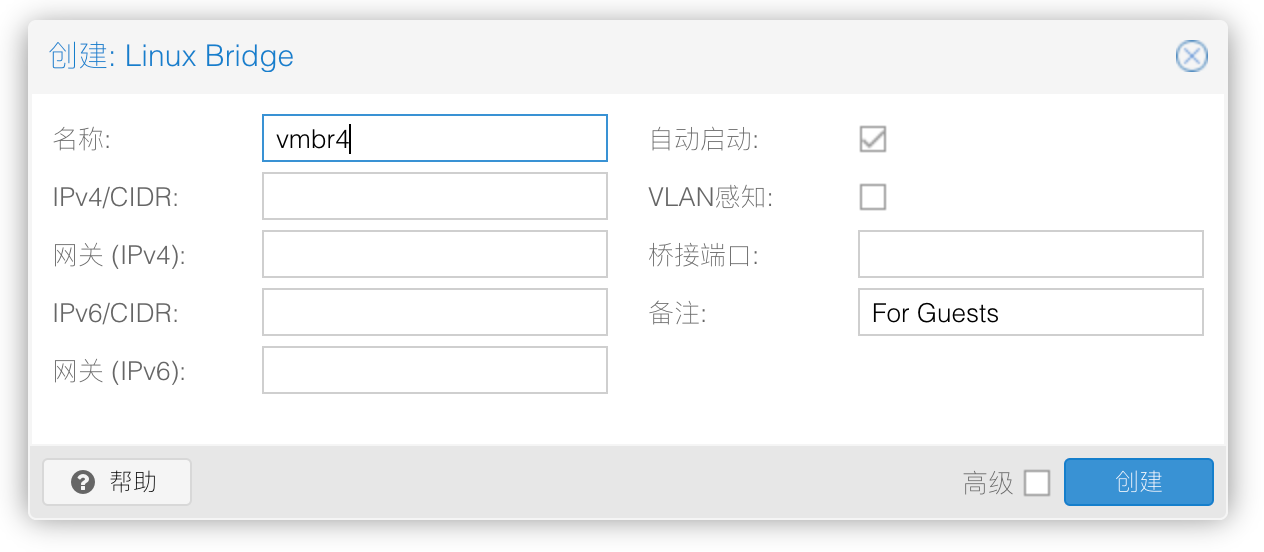 创建: Linux Bridge
名称: vmbr4 自动启动:
IPv4/CIDR: VLAN感知:
网关 (IPv4): 桥接端口:
IPv6/CIDR: 备注: For Guests
网关 (IPv6):
帮助 高级 创建